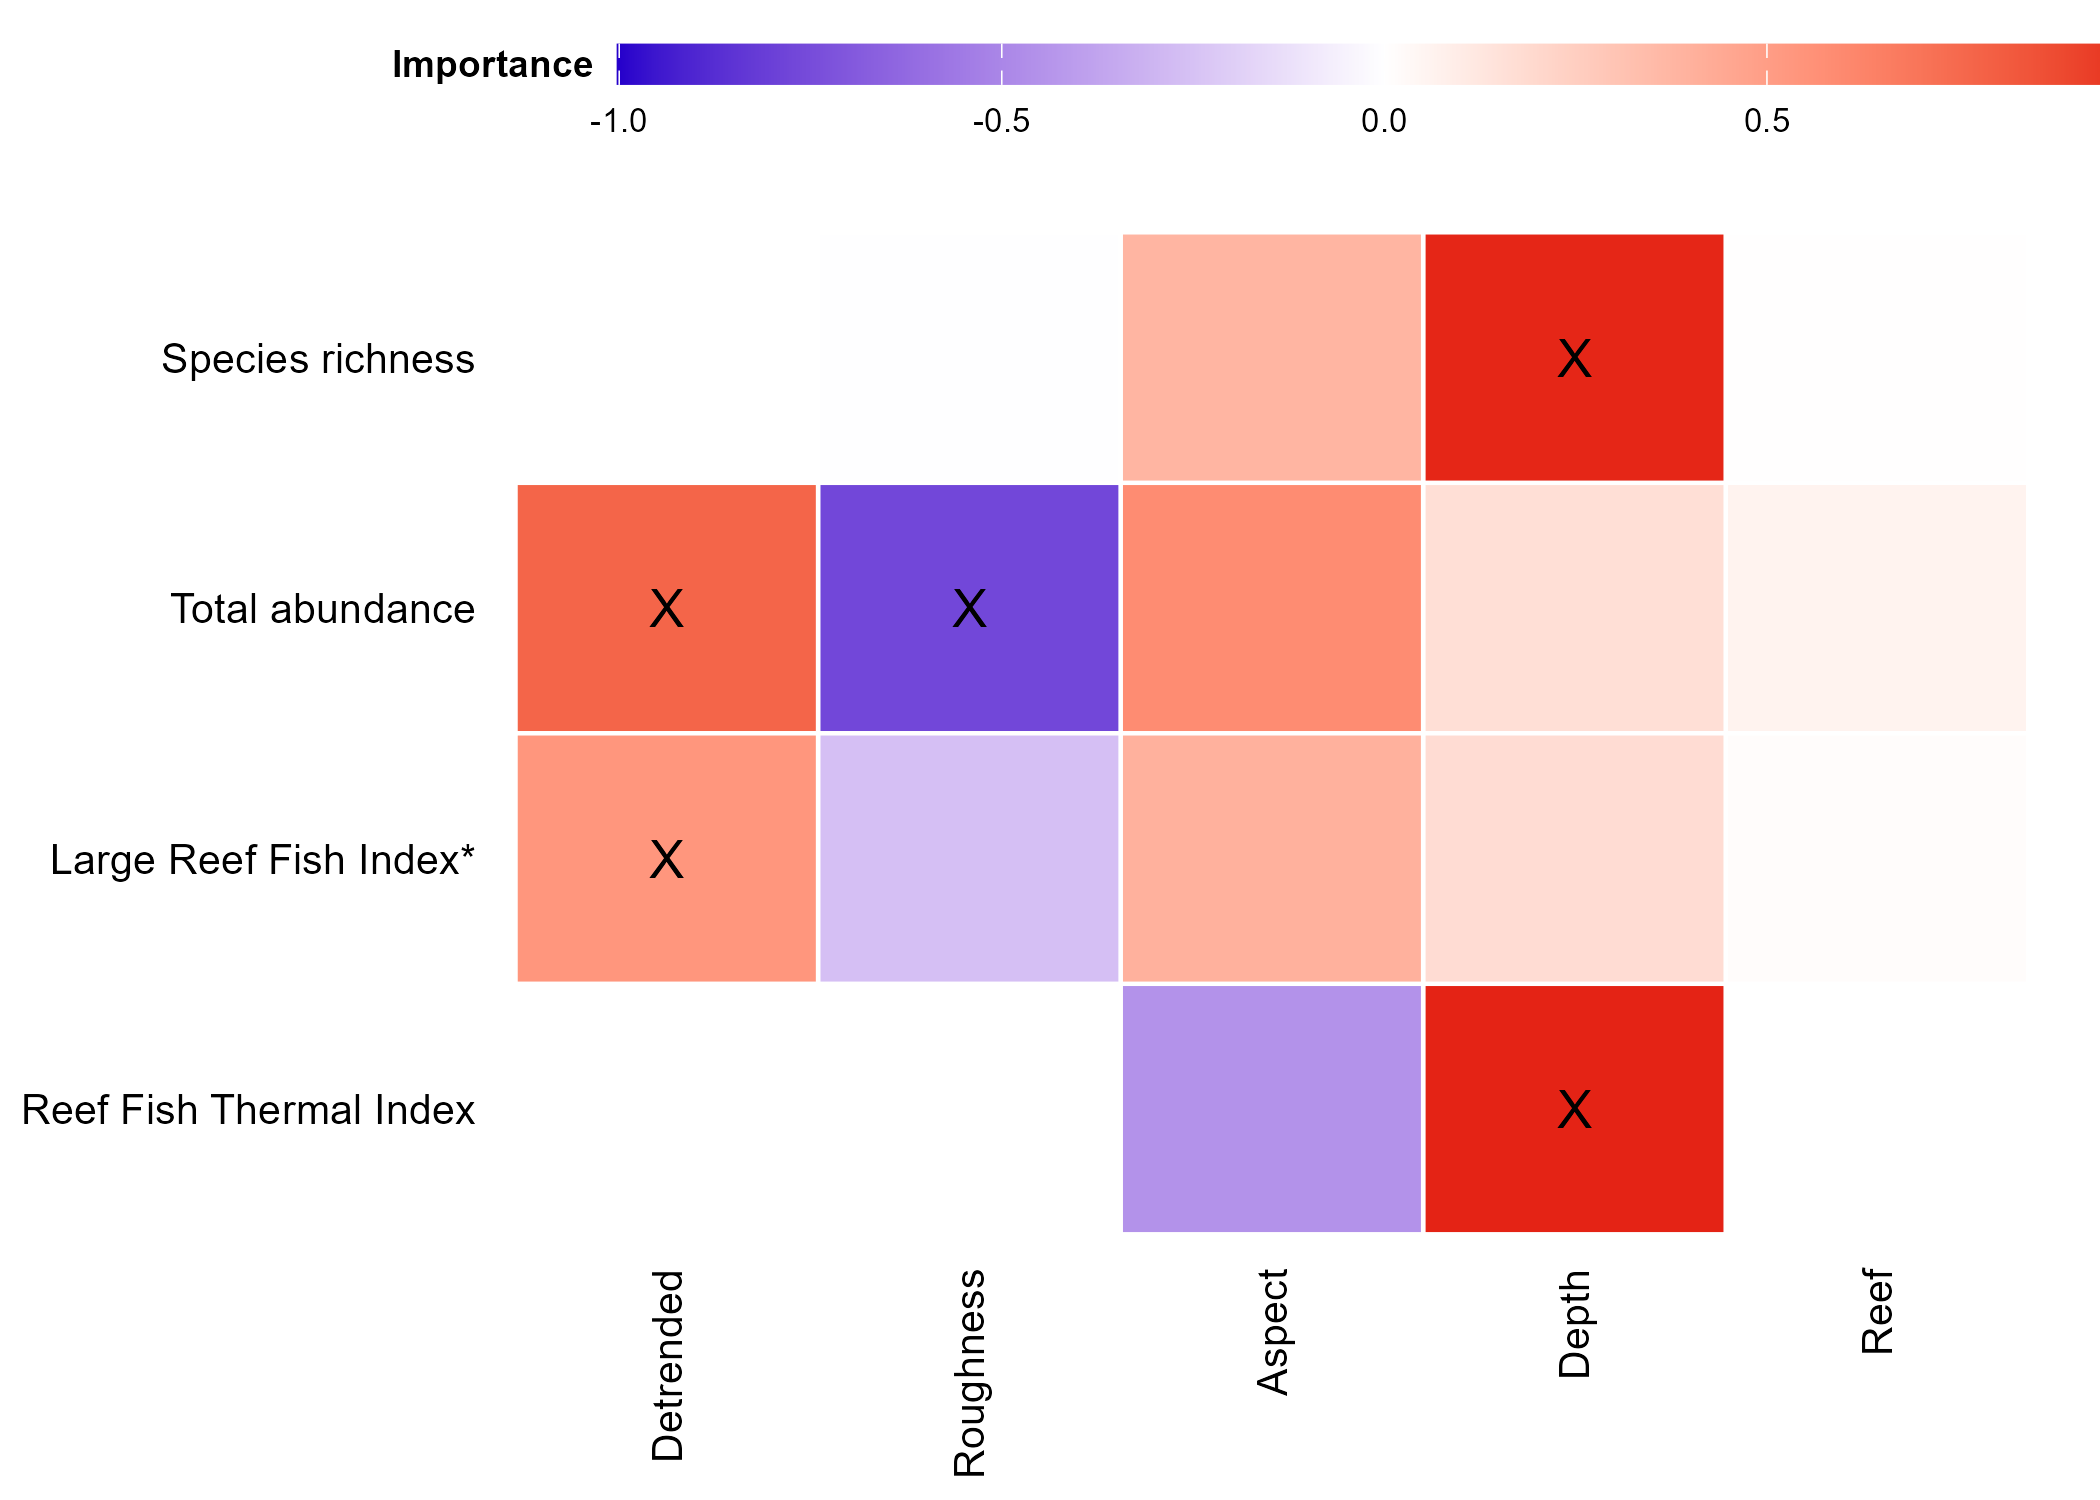 Importance
-1.0 -0.5 0.0 0.5
Species richness X
Total abundance X X
Large Reef Fish Index* X
Reef Fish Thermal Index X
Detrended Roughness Aspect Depth Reef